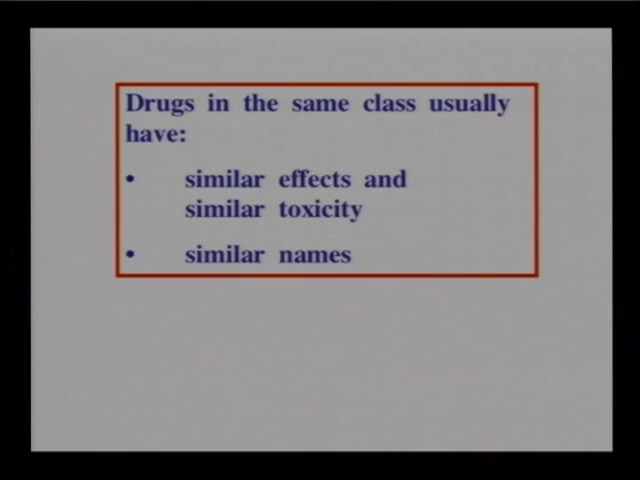 Drugs in the same class usually
have:
• similar effects and
similar toxicity
• similar names